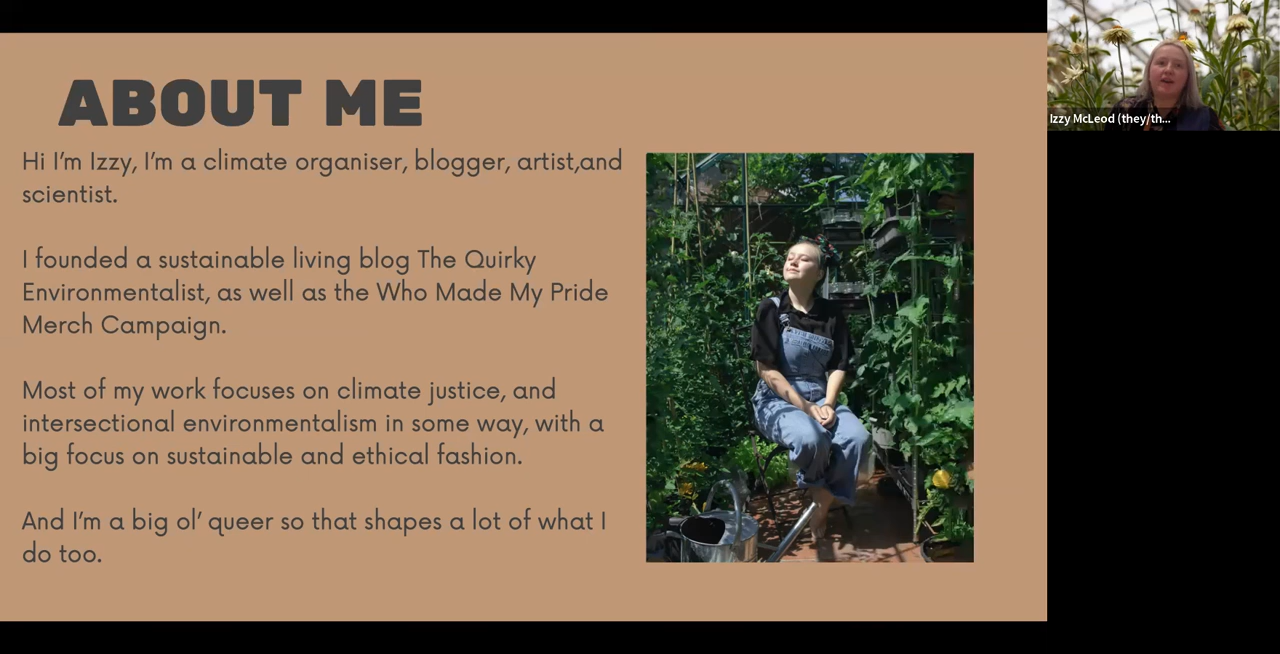 ABOUT ME
Hi I'm Izzy, I'm a climate organiser, blogger, artist,and
scientist.
I founded a sustainable living blog The Quirky
Environmentalist, as well as the Who Made My Pride
Merch Campaign.
Most of my work focuses on climate justice, and
intersectional environmentalism in some way, with a
big focus on sustainable and ethical fashion.
And I'm a big ol' queer so that shapes a lot of what I
do too.
Izzy McLeod (they/th...